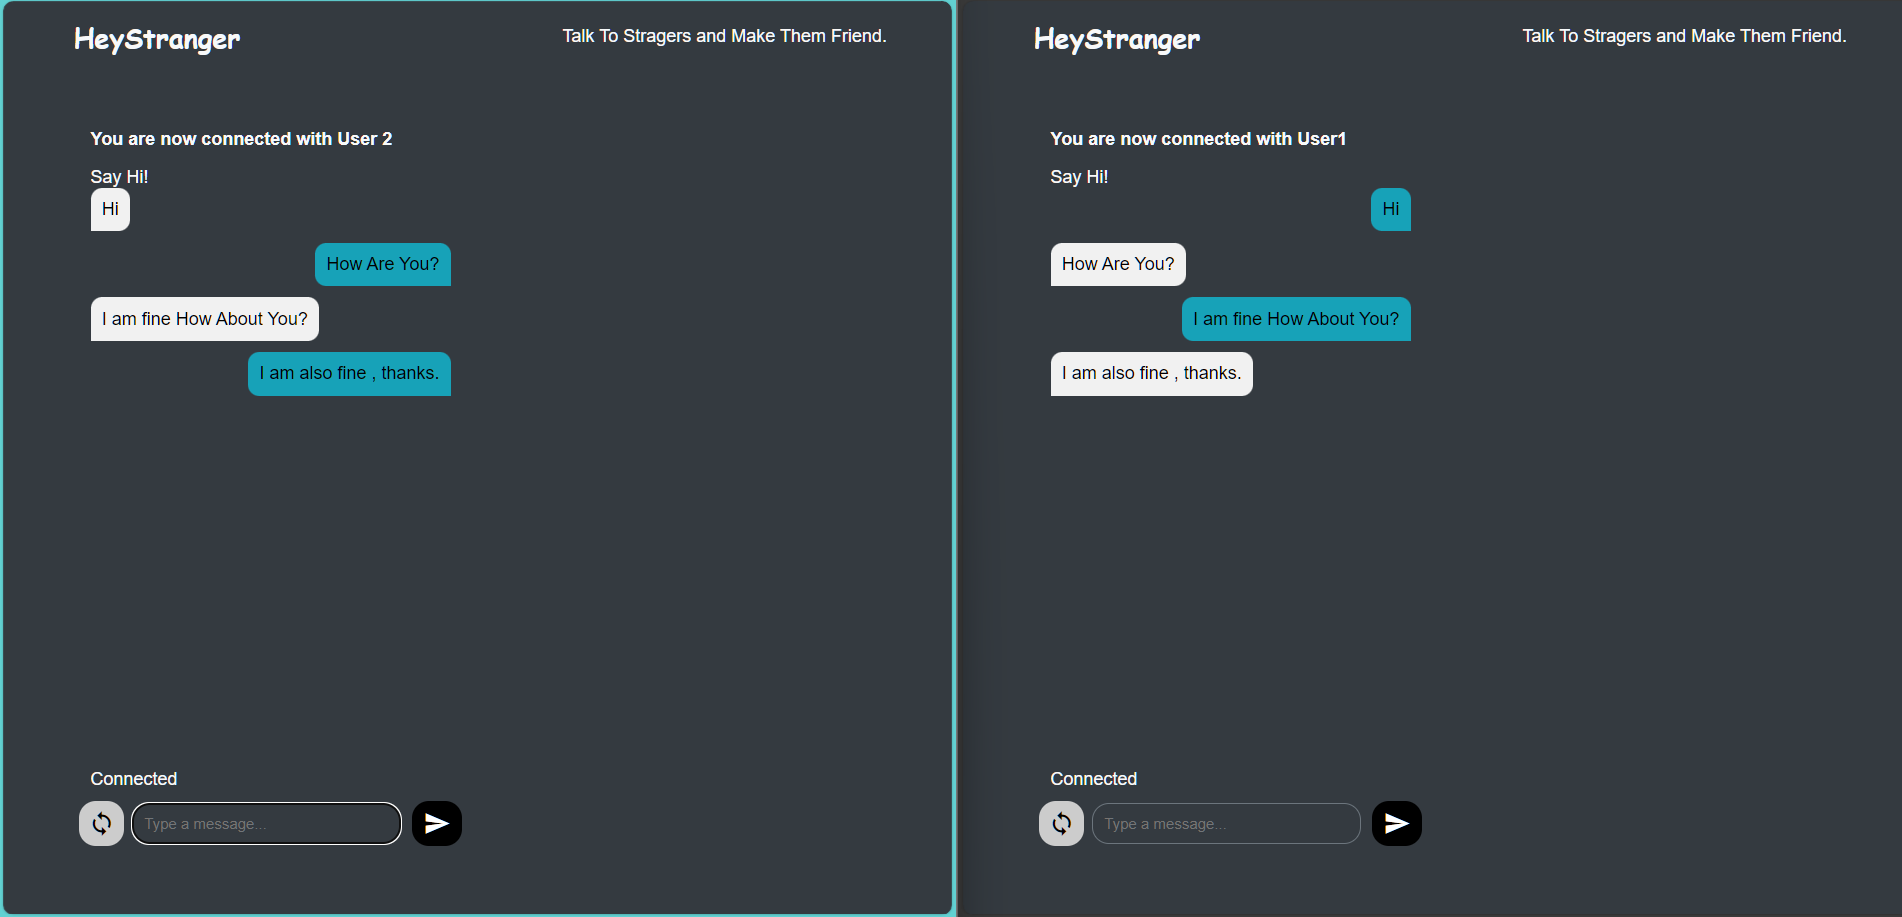 HeyStranger
Talk To Stragers and Make Them Friend.
You are now connected with User 2
Say Hi!
Hi
How Are You?
I am fine How About You?
I am also fine , thanks.
Connected
Type a message...
HeyStranger
Talk To Stragers and Make Them Friend.
You are now connected with User1
Say Hi!
Hi
How Are You?
I am fine How About You?
I am also fine , thanks.
Connected
Type a message...